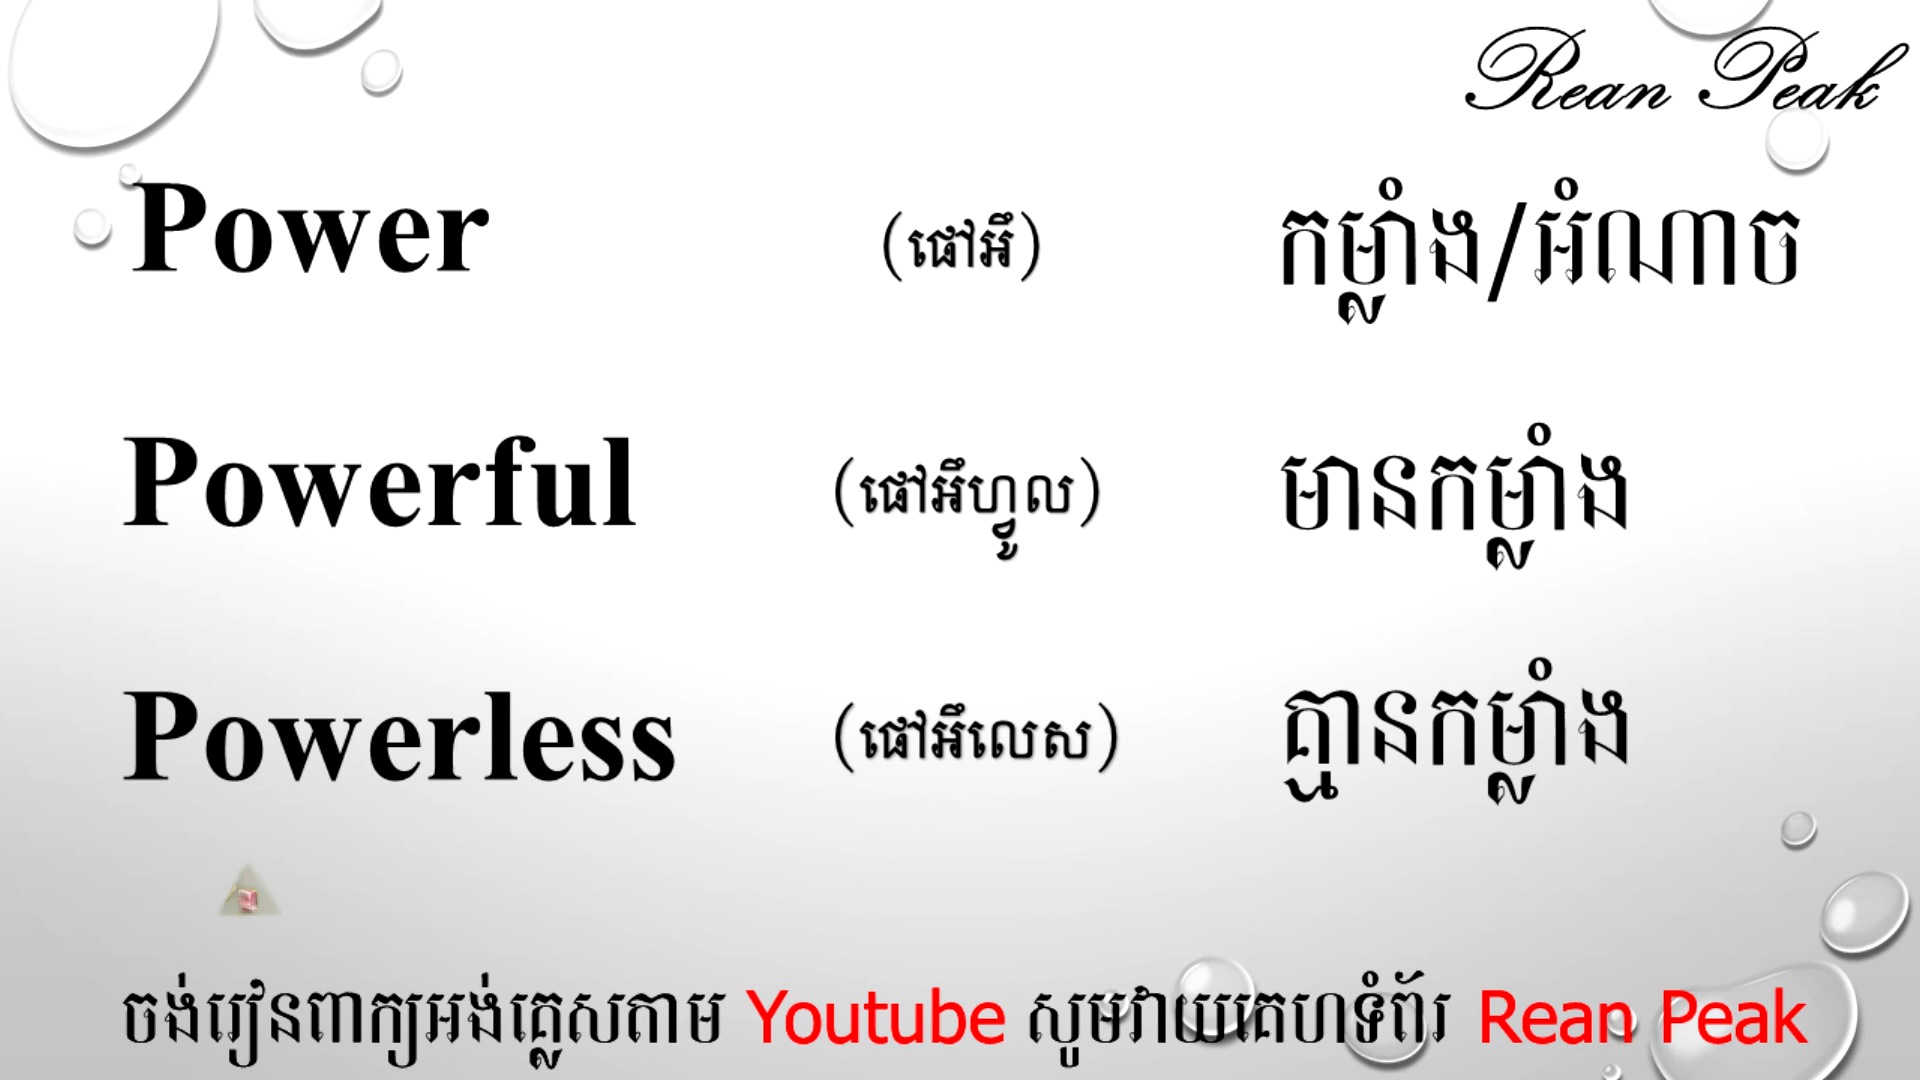 Rean Peak
Power (ផៅអឺ) កម្លាំង/អំណាច
Powerful (ផៅអឺហ្វូល) មានកម្លាំង
Powerless (ផៅអឺលេស) គ្មានកម្លាំង
ចង់រៀនពាក្យអង់គ្លេសតាម Youtube សូមវាយគេហទំព័រ Rean Peak